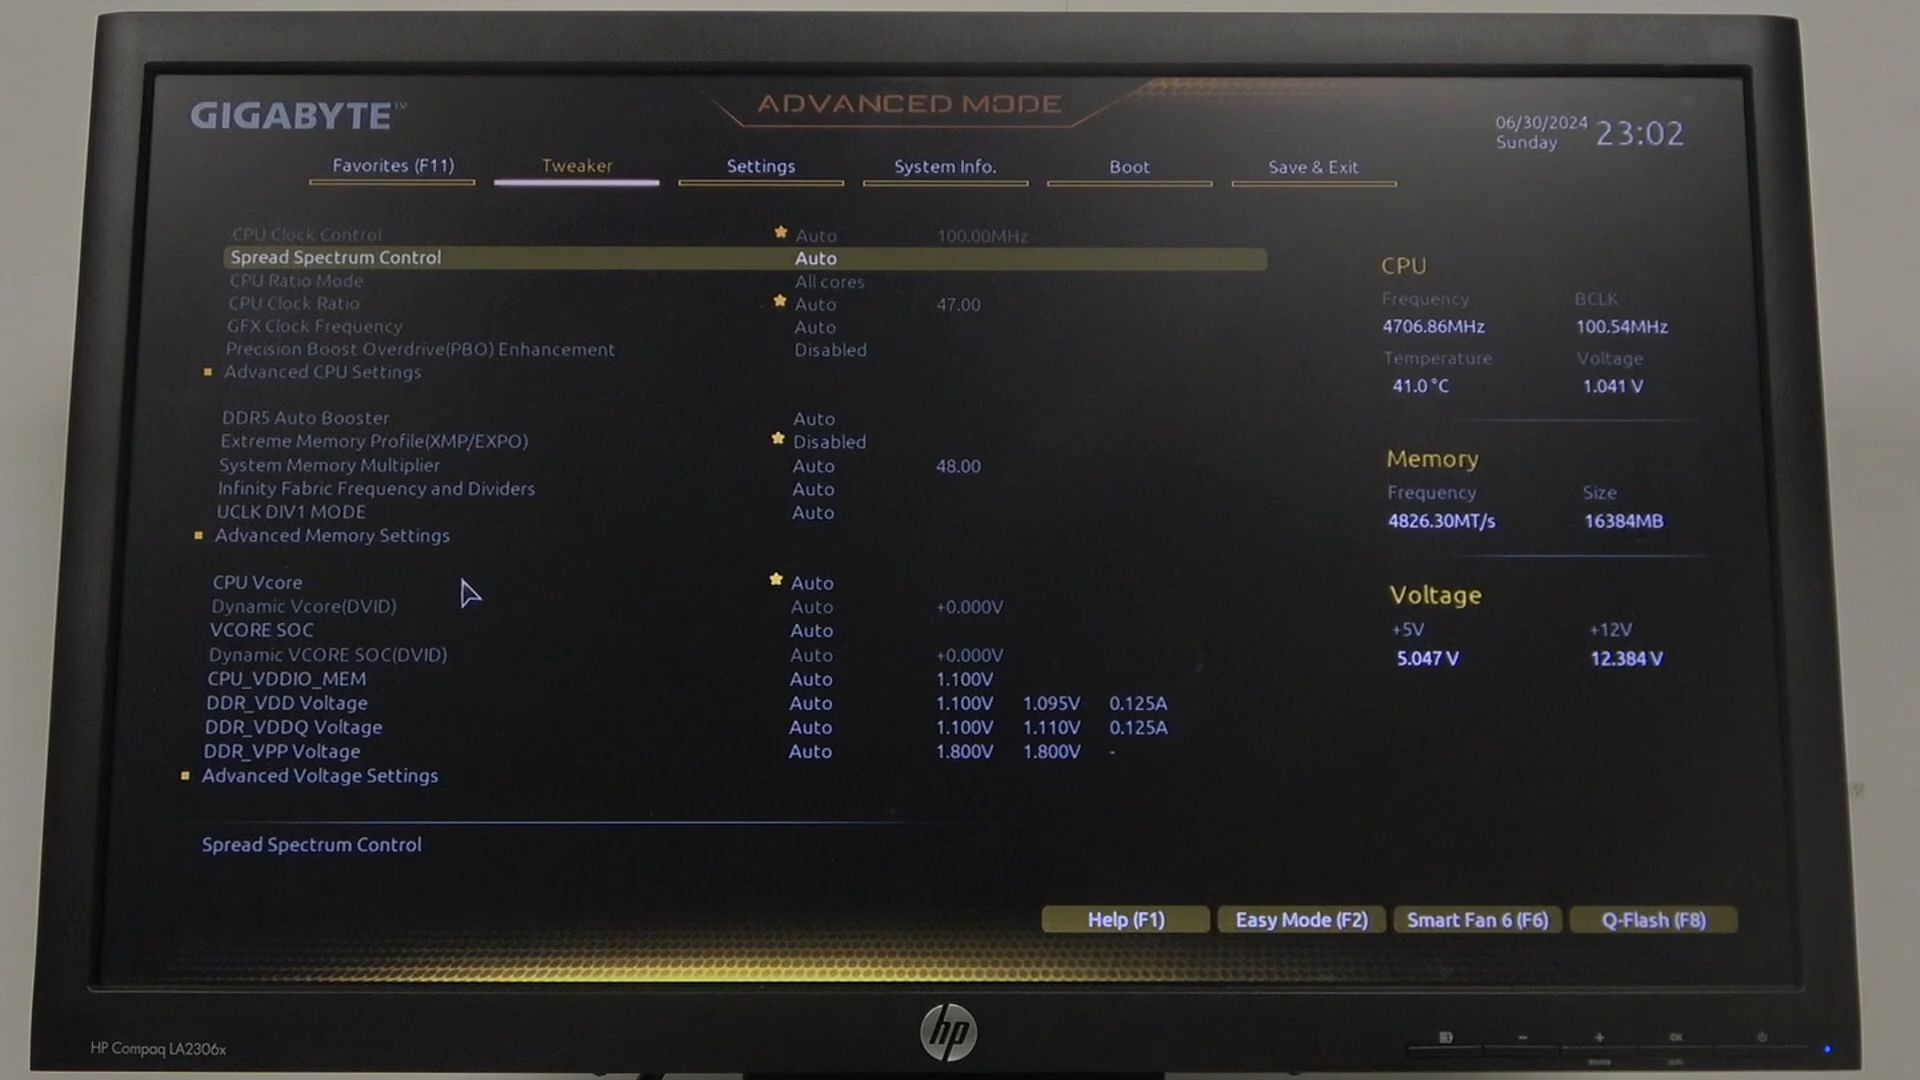 GIGABYTE™
ADVANCED MODE
06/30/2024 23:02
Sunday
Favorites (F11) Tweaker Settings System Info. Boot Save & Exit
CPU Clock Control Auto 100.00MHz
Spread Spectrum Control Auto
CPU Ratio Mode All cores
CPU Clock Ratio Auto 47.00
GFX Clock Frequency Auto
Precision Boost Overdrive(PBO) Enhancement Disabled
Advanced CPU Settings
DDR5 Auto Booster Auto
Extreme Memory Profile(XMP/EXPO) Disabled
System Memory Multiplier Auto 48.00
Infinity Fabric Frequency and Dividers Auto
UCLK DIV1 MODE Auto
Advanced Memory Settings
CPU Vcore Auto
Dynamic Vcore(DVID) Auto +0.000V
VCORE SOC Auto
Dynamic VCORE SOC(DVID) Auto +0.000V
CPU_VDDIO_MEM Auto 1.100V
DDR_VDD Voltage Auto 1.100V 1.095V 0.125A
DDR_VDDQ Voltage Auto 1.100V 1.110V 0.125A
DDR_VPP Voltage Auto 1.800V 1.800V -
Advanced Voltage Settings
Spread Spectrum Control
CPU
Frequency BCLK
4706.86MHz 100.54MHz
Temperature Voltage
41.0 °C 1.041 V
Memory
Frequency Size
4826.30MT/s 16384MB
Voltage
+5V +12V
5.047 V 12.384 V
Help (F1) Easy Mode (F2) Smart Fan 6 (F6) Q-Flash (F8)
hp
HP Compaq LA2306x